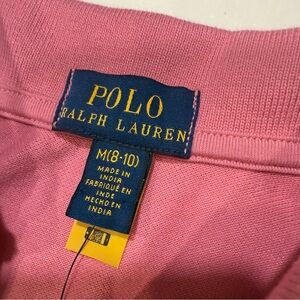 POLO
RALPH LAUREN
M(8-10)
MADE IN
INDIA
FABRIQUÉ EN
INDE
HECHO EN
INDIA